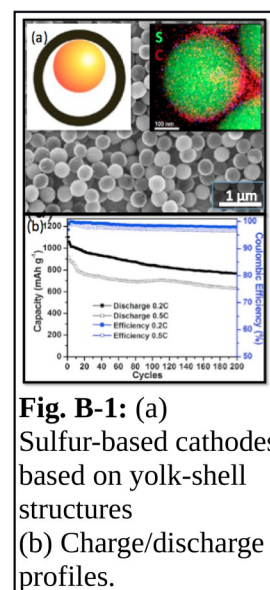 (a)
S
C
100 nm
1 μm
(b)
1200
1000
800
600
400
200
0
Capacity (mAh g⁻¹)
Discharge 0.2C
Discharge 0.5C
Efficiency 0.2C
Efficiency 0.5C
100
90
80
70
60
50
Coulombic Efficiency (%)
0 20 40 60 80 100 120 140 160 180 200
Cycles
Fig. B-1: (a)
Sulfur-based cathodes
based on yolk-shell
structures
(b) Charge/discharge
profiles.